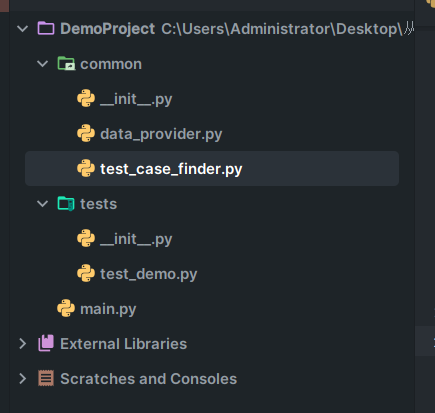 DemoProject C:\Users\Administrator\Desktop\
common
__init__.py
data_provider.py
test_case_finder.py
tests
__init__.py
test_demo.py
main.py
External Libraries
Scratches and Consoles